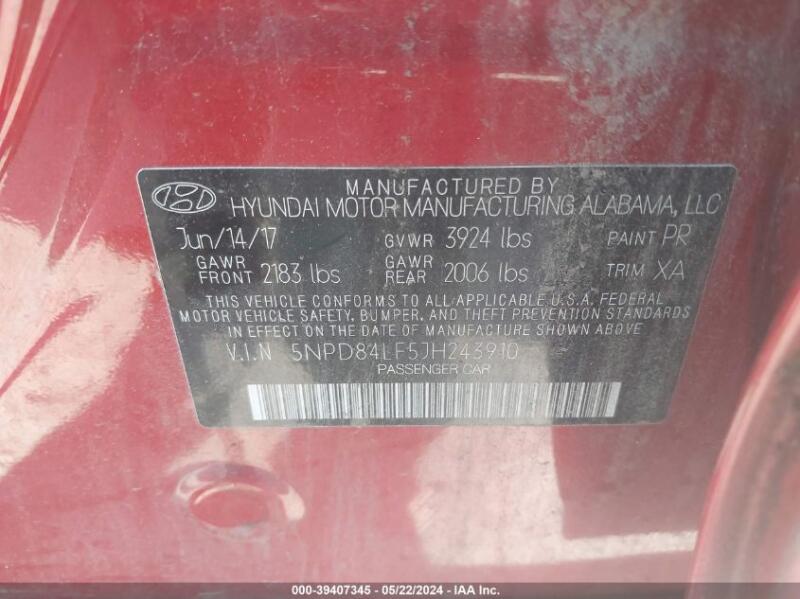 MANUFACTURED BY
HYUNDAI MOTOR MANUFACTURING ALABAMA, LLC
Jun/14/17 GVWR 3924 lbs PAINT PR
GAWR FRONT 2183 lbs GAWR REAR 2006 lbs TRIM XA
THIS VEHICLE CONFORMS TO ALL APPLICABLE U.S.A. FEDERAL
MOTOR VEHICLE SAFETY, BUMPER, AND THEFT PREVENTION STANDARDS
IN EFFECT ON THE DATE OF MANUFACTURE SHOWN ABOVE.
V.I.N 5NPD84LF5JH243910
PASSENGER CAR
000-39407345 - 05/22/2024 - IAA Inc.